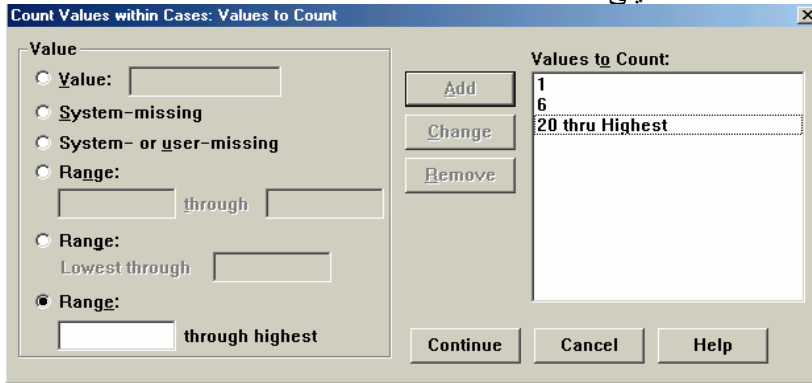 Count Values within Cases: Values to Count
Value
Value:
System-missing
System- or user-missing
Range:
through
Range:
Lowest through
Range:
through highest
Add
Change
Remove
Values to Count:
1
6
20 thru Highest
Continue
Cancel
Help